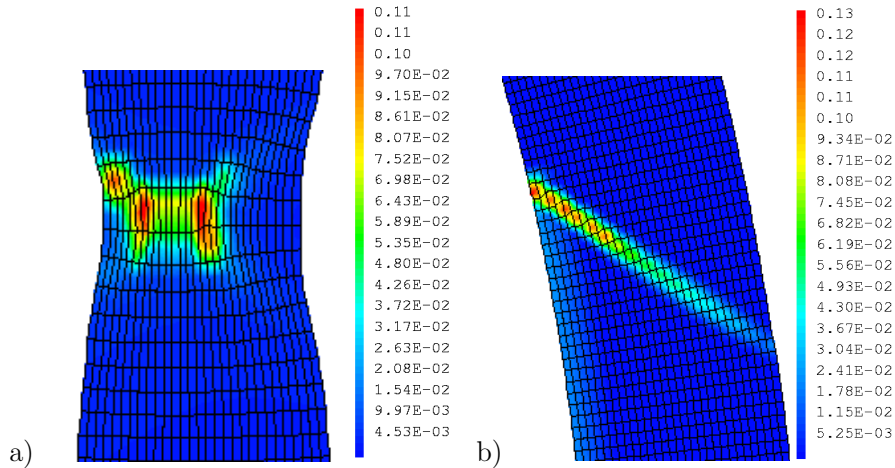 0.11
0.11
0.10
9.70E-02
9.15E-02
8.61E-02
8.07E-02
7.52E-02
6.98E-02
6.43E-02
5.89E-02
5.35E-02
4.80E-02
4.26E-02
3.72E-02
3.17E-02
2.63E-02
2.08E-02
1.54E-02
9.97E-03
4.53E-03
a)
0.13
0.12
0.12
0.11
0.11
0.10
9.34E-02
8.71E-02
8.08E-02
7.45E-02
6.82E-02
6.19E-02
5.56E-02
4.93E-02
4.30E-02
3.67E-02
3.04E-02
2.41E-02
1.78E-02
1.15E-02
5.25E-03
b)